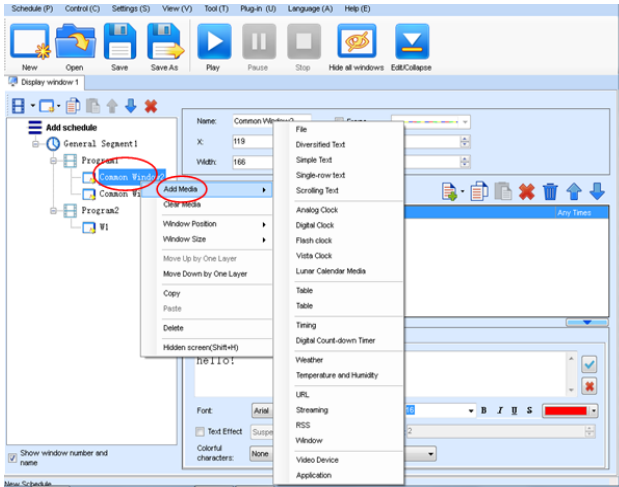 Schedule (P) Control (C) Settings (S) View (V) Tool (T) Plug-in (U) Language (A) Help (E)
New Open Save Save As Play Pause Stop Hide all windows Edit/Collapse
Display window 1
Add schedule
General Segment1
Program1
Common Window2
Common Wi
Program2
W1
Name: Common Window2 Frame
X: 119
Width: 166
Any Times
Add Media
Clear Media
Window Position
Window Size
Move Up by One Layer
Move Down by One Layer
Copy
Paste
Delete
Hidden screen(Shift+H)
File
Diversified Text
Simple Text
Single-row text
Scrolling Text
Analog Clock
Digital Clock
Flash clock
Vista Clock
Lunar Calendar Media
Table
Table
Timing
Digital Count-down Timer
Weather
Temperature and Humidity
URL
Streaming
RSS
Window
Video Device
Application
hello!
Font: Arial 16 B I U S
Text Effect Suspe 2
Colorful
characters: None
Show window number and
name
New Schedule